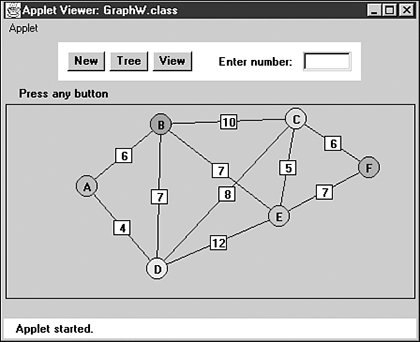 Applet Viewer: GraphW.class
Applet
New Tree View Enter number:
Press any button
B 10 C
6 6
A 7 8 5 7 F
7
4 12 E
D
Applet started.